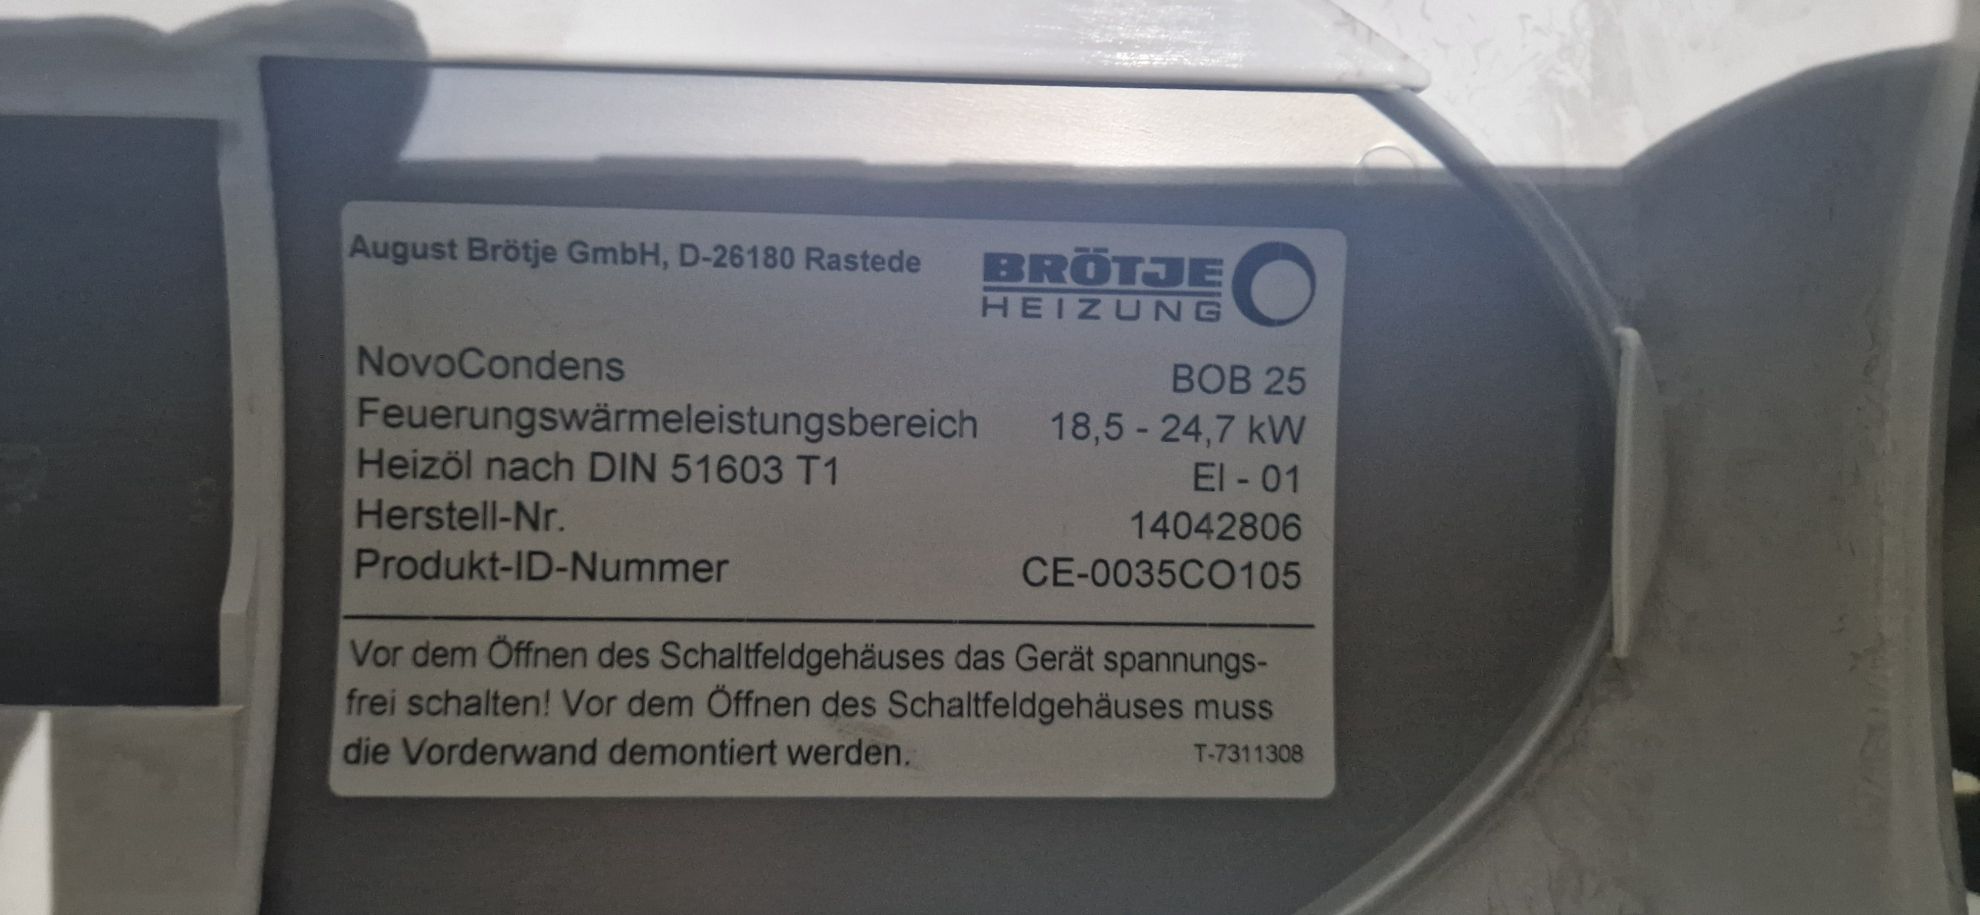 August Brötje GmbH, D-26180 Rastede
BRÖTJE
HEIZUNG
NovoCondens BOB 25
Feuerungswärmeleistungsbereich 18,5 - 24,7 kW
Heizöl nach DIN 51603 T1 El - 01
Herstell-Nr. 14042806
Produkt-ID-Nummer CE-0035CO105
Vor dem Öffnen des Schaltfeldgehäuses das Gerät spannungs-
frei schalten! Vor dem Öffnen des Schaltfeldgehäuses muss
die Vorderwand demontiert werden. T-7311308